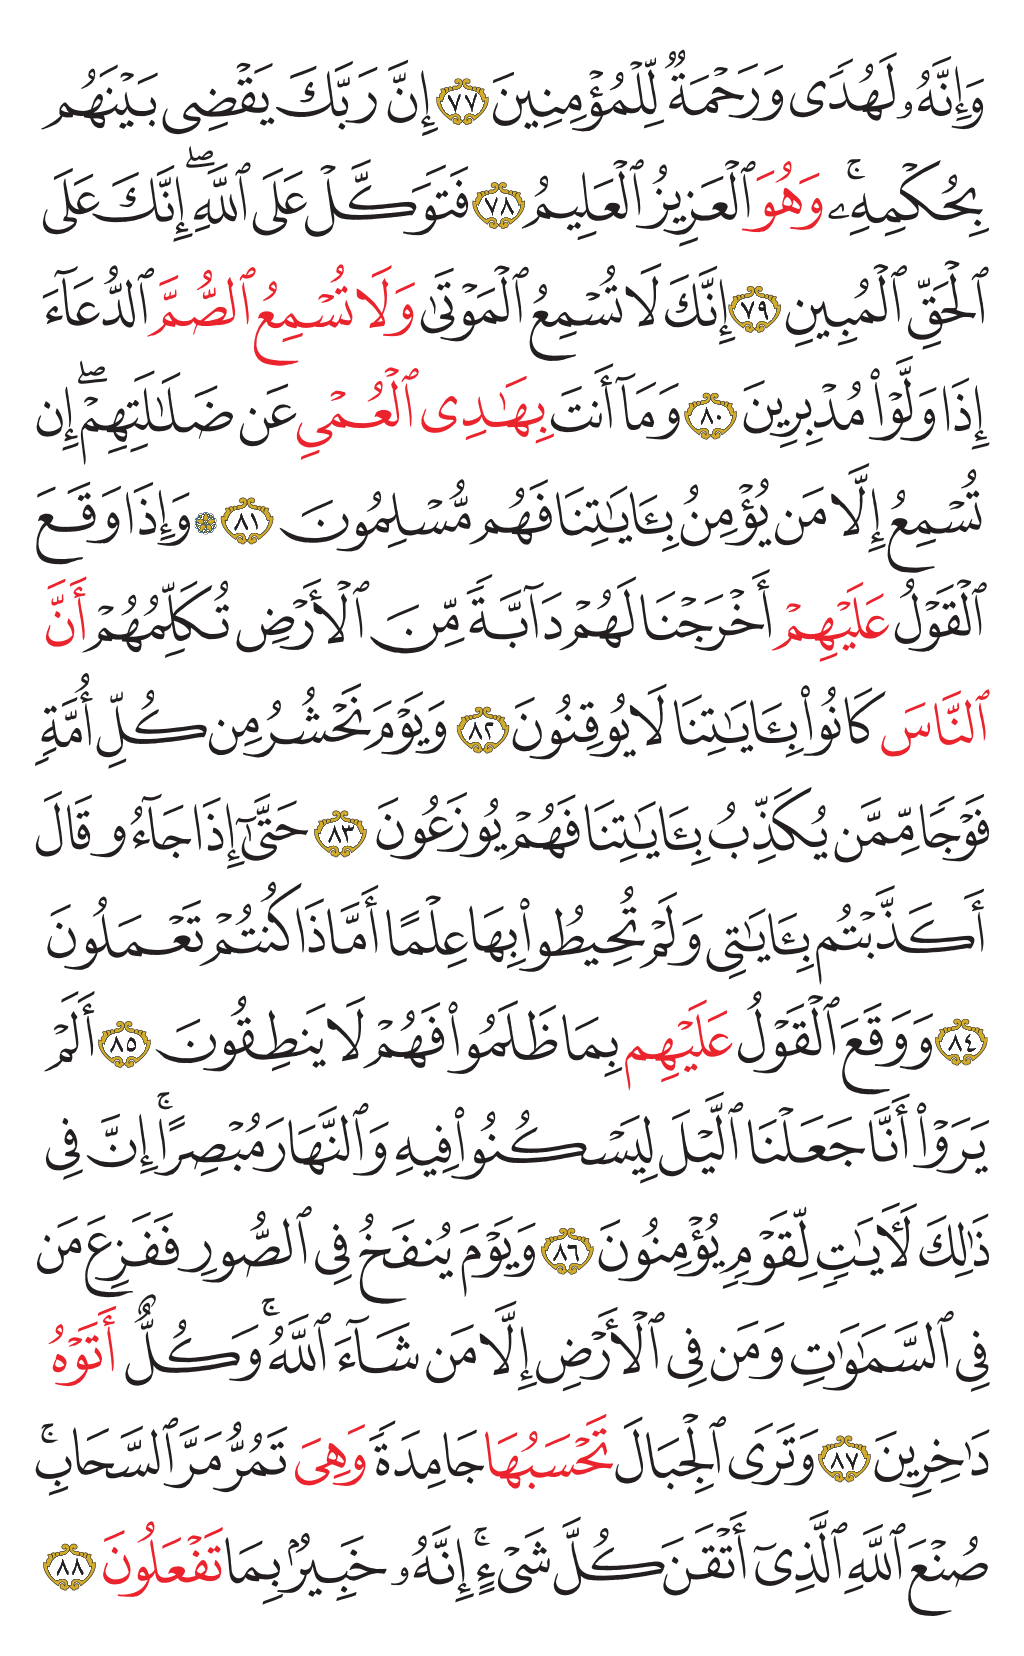 وَإِنَّهُۥ لَهُدٗى وَرَحۡمَةٞ لِّلۡمُؤۡمِنِينَ ٧٧ إِنَّ رَبَّكَ يَقۡضِي بَيۡنَهُم
بِحُكۡمِهِۦۚ وَهُوَ ٱلۡعَزِيزُ ٱلۡعَلِيمُ ٧٨ فَتَوَكَّلۡ عَلَى ٱللَّهِۖ إِنَّكَ عَلَى
ٱلۡحَقِّ ٱلۡمُبِينِ ٧٩ إِنَّكَ لَا تُسۡمِعُ ٱلۡمَوۡتَىٰ وَلَا تُسۡمِعُ ٱلصُّمَّ ٱلدُّعَآءَ
إِذَا وَلَّوۡاْ مُدۡبِرِينَ ٨٠ وَمَآ أَنتَ بِهَٰدِي ٱلۡعُمۡيِ عَن ضَلَٰلَتِهِمۡۖ إِن
تُسۡمِعُ إِلَّا مَن يُؤۡمِنُ بِـَٔايَٰتِنَا فَهُم مُّسۡلِمُونَ ٨١ ۞ وَإِذَا وَقَعَ
ٱلۡقَوۡلُ عَلَيۡهِمۡ أَخۡرَجۡنَا لَهُمۡ دَآبَّةٗ مِّنَ ٱلۡأَرۡضِ تُكَلِّمُهُمۡ أَنَّ
ٱلنَّاسَ كَانُواْ بِـَٔايَٰتِنَا لَا يُوقِنُونَ ٨٢ وَيَوۡمَ نَحۡشُرُ مِن كُلِّ أُمَّةٖ
فَوۡجٗا مِّمَّن يُكَذِّبُ بِـَٔايَٰتِنَا فَهُمۡ يُوزَعُونَ ٨٣ حَتَّىٰٓ إِذَا جَآءُو قَالَ
أَكَذَّبۡتُم بِـَٔايَٰتِي وَلَمۡ تُحِيطُواْ بِهَا عِلۡمًا أَمَّاذَا كُنتُمۡ تَعۡمَلُونَ
٨٤ وَوَقَعَ ٱلۡقَوۡلُ عَلَيۡهِم بِمَا ظَلَمُواْ فَهُمۡ لَا يَنطِقُونَ ٨٥ أَلَمۡ
يَرَوۡاْ أَنَّا جَعَلۡنَا ٱلَّيۡلَ لِيَسۡكُنُواْ فِيهِ وَٱلنَّهَارَ مُبۡصِرًاۚ إِنَّ فِي
ذَٰلِكَ لَأٓيَٰتٖ لِّقَوۡمٖ يُؤۡمِنُونَ ٨٦ وَيَوۡمَ يُنفَخُ فِي ٱلصُّورِ فَفَزِعَ مَن
فِي ٱلسَّمَٰوَٰتِ وَمَن فِي ٱلۡأَرۡضِ إِلَّا مَن شَآءَ ٱللَّهُۚ وَكُلٌّ أَتَوۡهُ
دَٰخِرِينَ ٨٧ وَتَرَى ٱلۡجِبَالَ تَحۡسَبُهَا جَامِدَةٗ وَهِيَ تَمُرُّ مَرَّ ٱلسَّحَابِۚ
صُنۡعَ ٱللَّهِ ٱلَّذِيٓ أَتۡقَنَ كُلَّ شَيۡءٍۚ إِنَّهُۥ خَبِيرُۢ بِمَا تَفۡعَلُونَ ٨٨